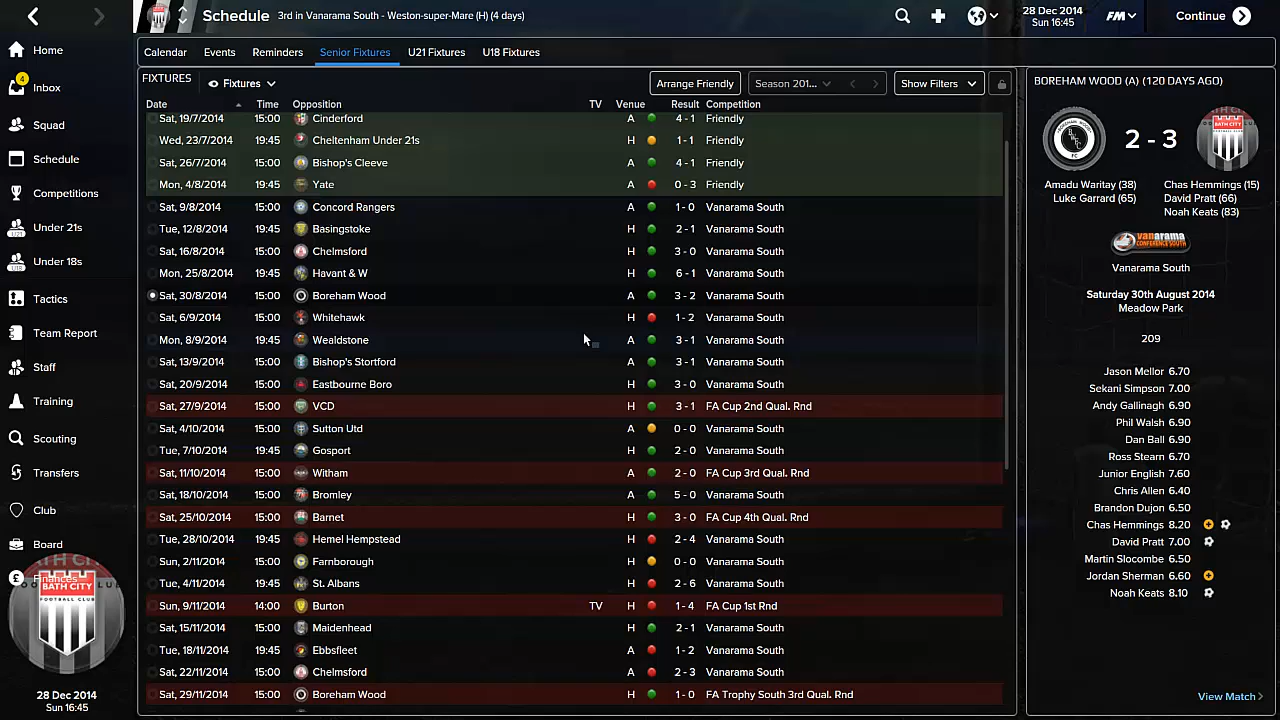 Schedule 3rd in Vanarama South - Weston-super-Mare (H) (4 days) 28 Dec 2014 Sun 16:45 FM Continue
Home
4
Inbox
Squad
Schedule
Competitions
Under 21s
Under 18s
Tactics
Team Report
Staff
Training
Scouting
Transfers
Club
Board
Finances
BATH CITY
FOOTBALL CLUB
28 Dec 2014
Sun 16:45
Calendar Events Reminders Senior Fixtures U21 Fixtures U18 Fixtures
FIXTURES Fixtures Arrange Friendly Season 201... Show Filters
Date Time Opposition TV Venue Result Competition
Sat, 19/7/2014 15:00 Cinderford A 4 - 1 Friendly
Wed, 23/7/2014 19:45 Cheltenham Under 21s H 1 - 1 Friendly
Sat, 26/7/2014 15:00 Bishop's Cleeve A 4 - 1 Friendly
Mon, 4/8/2014 19:45 Yate A 0 - 3 Friendly
Sat, 9/8/2014 15:00 Concord Rangers A 1 - 0 Vanarama South
Tue, 12/8/2014 19:45 Basingstoke H 2 - 1 Vanarama South
Sat, 16/8/2014 15:00 Chelmsford H 3 - 0 Vanarama South
Mon, 25/8/2014 19:45 Havant & W H 6 - 1 Vanarama South
Sat, 30/8/2014 15:00 Boreham Wood A 3 - 2 Vanarama South
Sat, 6/9/2014 15:00 Whitehawk H 1 - 2 Vanarama South
Mon, 8/9/2014 19:45 Wealdstone A 3 - 1 Vanarama South
Sat, 13/9/2014 15:00 Bishop's Stortford A 3 - 1 Vanarama South
Sat, 20/9/2014 15:00 Eastbourne Boro H 3 - 0 Vanarama South
Sat, 27/9/2014 15:00 VCD H 3 - 1 FA Cup 2nd Qual. Rnd
Sat, 4/10/2014 15:00 Sutton Utd A 0 - 0 Vanarama South
Tue, 7/10/2014 19:45 Gosport H 2 - 0 Vanarama South
Sat, 11/10/2014 15:00 Witham A 2 - 0 FA Cup 3rd Qual. Rnd
Sat, 18/10/2014 15:00 Bromley A 5 - 0 Vanarama South
Sat, 25/10/2014 15:00 Barnet H 3 - 0 FA Cup 4th Qual. Rnd
Tue, 28/10/2014 19:45 Hemel Hempstead H 2 - 4 Vanarama South
Sun, 2/11/2014 15:00 Farnborough H 0 - 0 Vanarama South
Tue, 4/11/2014 19:45 St. Albans H 2 - 6 Vanarama South
Sun, 9/11/2014 14:00 Burton TV H 1 - 4 FA Cup 1st Rnd
Sat, 15/11/2014 15:00 Maidenhead H 2 - 1 Vanarama South
Tue, 18/11/2014 19:45 Ebbsfleet A 1 - 2 Vanarama South
Sat, 22/11/2014 15:00 Chelmsford A 2 - 3 Vanarama South
Sat, 29/11/2014 15:00 Boreham Wood H 1 - 0 FA Trophy South 3rd Qual. Rnd
BOREHAM WOOD (A) (120 DAYS AGO)
2 - 3
BATH CITY
Amadu Waritay (38) Chas Hemmings (15)
Luke Garrard (65) David Pratt (66)
Noah Keats (83)
vanarama
CONFERENCE SOUTH
Vanarama South
Saturday 30th August 2014
Meadow Park
209
Jason Mellor 6.70
Sekani Simpson 7.00
Andy Gallinagh 6.90
Phil Walsh 6.90
Dan Ball 6.90
Ross Stearn 6.70
Junior English 7.60
Chris Allen 6.40
Brandon Dujon 6.50
Chas Hemmings 8.20
David Pratt 7.00
Martin Slocombe 6.50
Jordan Sherman 6.60
Noah Keats 8.10
View Match